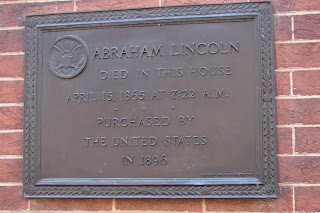 ABRAHAM LINCOLN
DIED IN THIS HOUSE
APRIL 15, 1865 AT 7:22 A.M.
PURCHASED BY
THE UNITED STATES
IN 1896